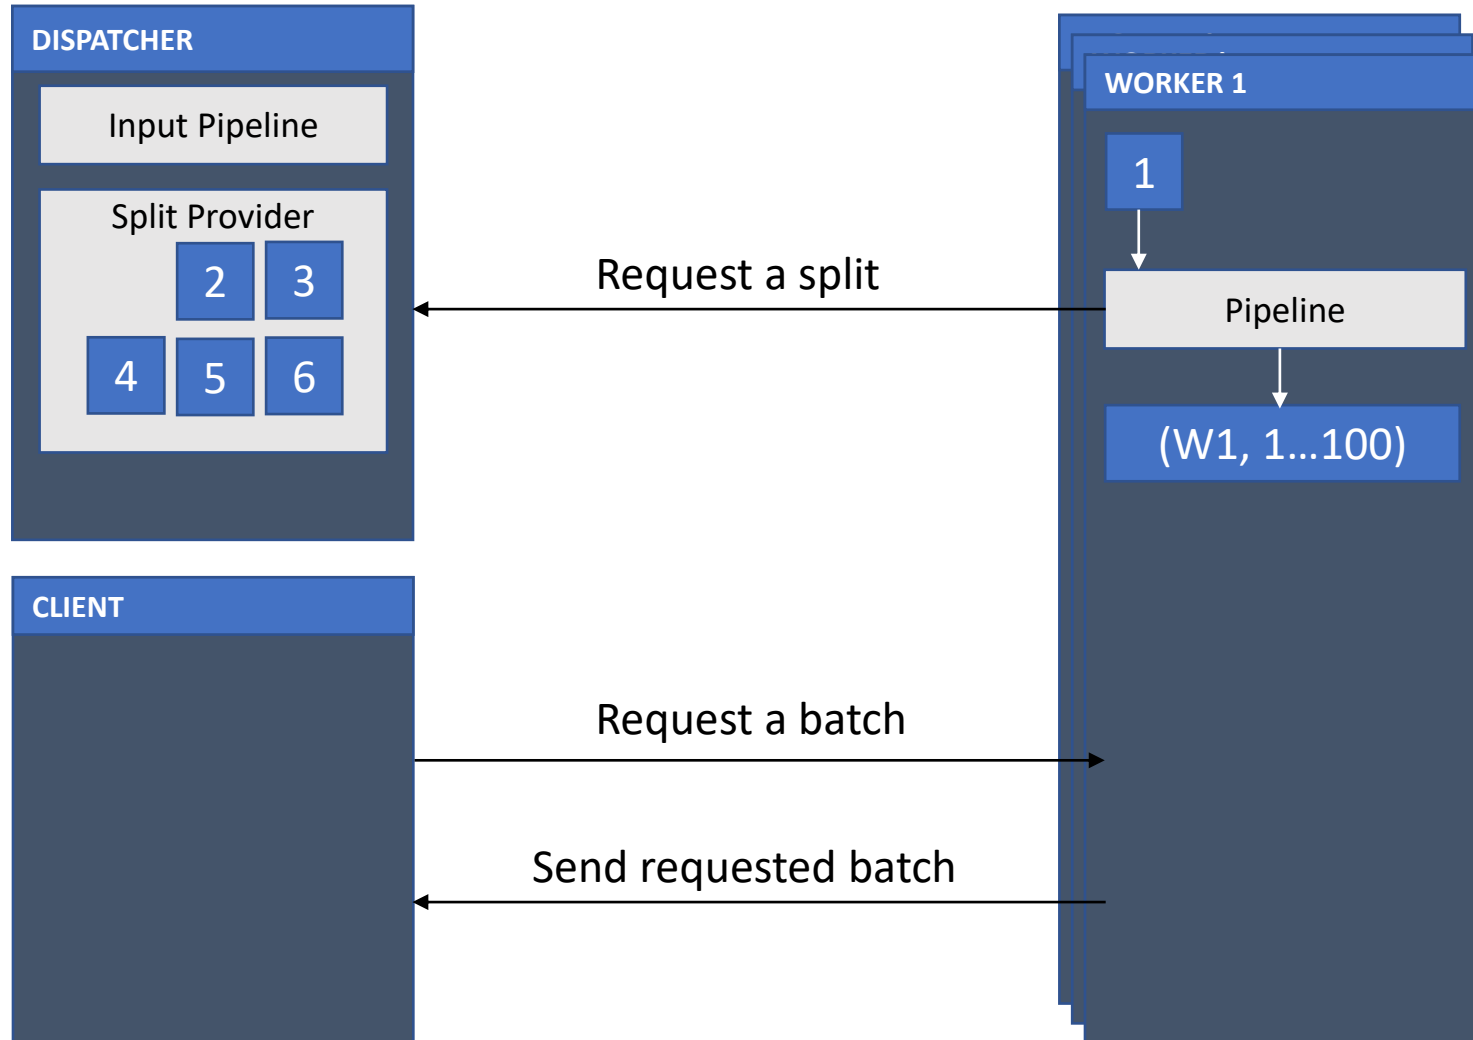 DISPATCHER
Input Pipeline
Split Provider
2 3
4 5 6
Request a split
WORKER 1
1
Pipeline
(W1, 1...100)
CLIENT
Request a batch
Send requested batch